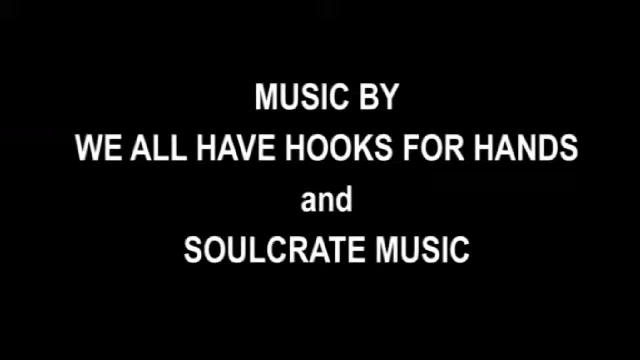 MUSIC BY
WE ALL HAVE HOOKS FOR HANDS
and
SOULCRATE MUSIC